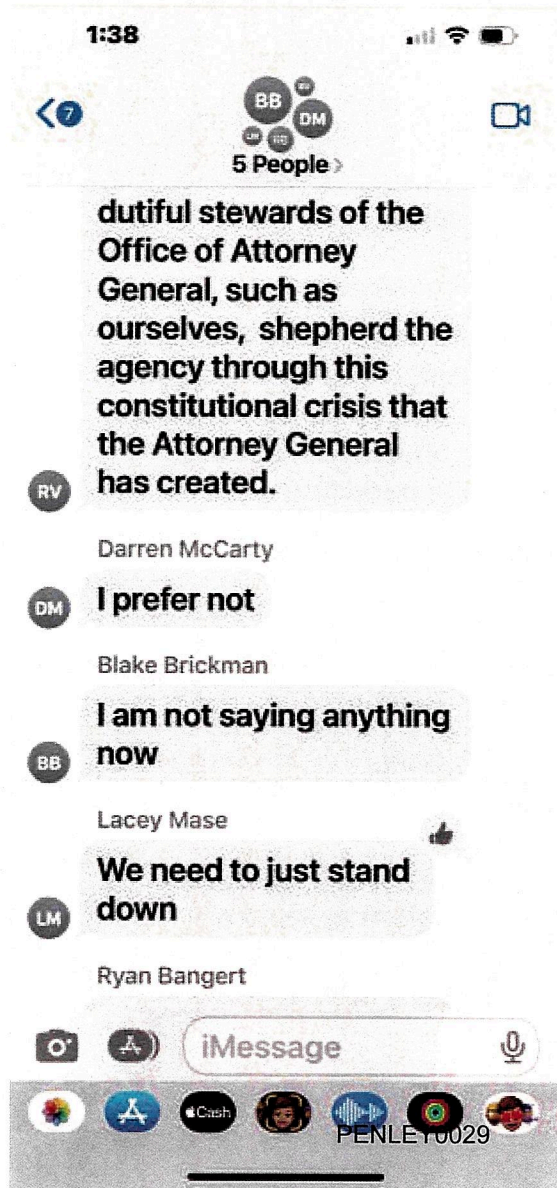 1:38
7
BB
DM
5 People >
dutiful stewards of the
Office of Attorney
General, such as
ourselves,  shepherd the
agency through this
constitutional crisis that
the Attorney General
has created.
RV
Darren McCarty
DM
I prefer not
Blake Brickman
I am not saying anything
now
BB
Lacey Mase
We need to just stand
down
LM
Ryan Bangert
iMessage
Cash
PENLEY0029